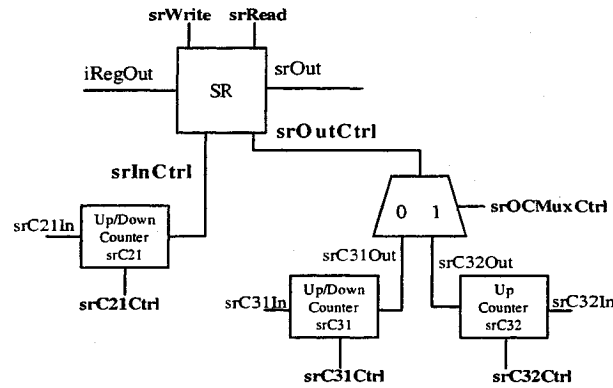 srWrite srRead
iRegOut SR srOut
srOutCtrl
srInCtrl
0 1 srOCMuxCtrl
srC21In Up/Down
Counter
srC21
srC31Out srC32Out
srC21Ctrl
srC31In Up/Down
Counter
srC31
Up
Counter
srC32
srC32In
srC31Ctrl srC32Ctrl